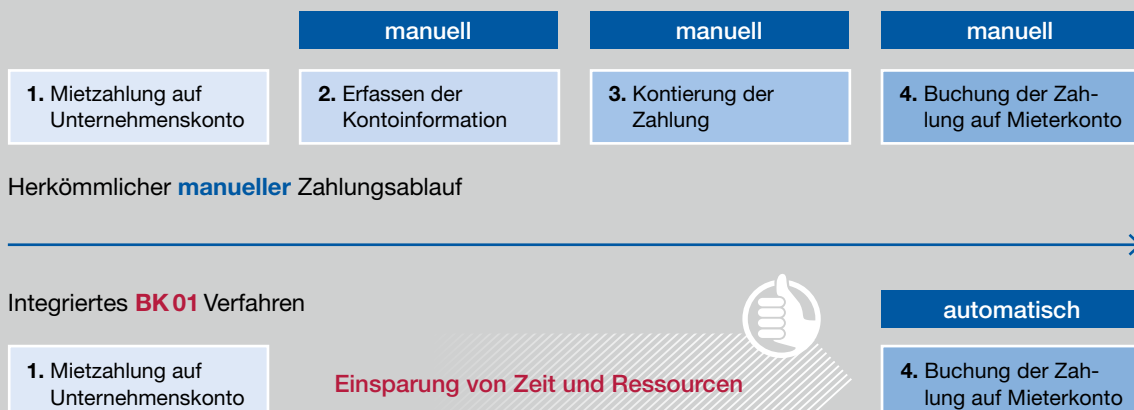 manuell
manuell
manuell
1. Mietzahlung auf
Unternehmenskonto
2. Erfassen der
Kontoinformation
3. Kontierung der
Zahlung
4. Buchung der Zah-
lung auf Mieterkonto
Herkömmlicher manueller Zahlungsablauf
Integriertes BK 01 Verfahren
automatisch
1. Mietzahlung auf
Unternehmenskonto
Einsparung von Zeit und Ressourcen
4. Buchung der Zah-
lung auf Mieterkonto